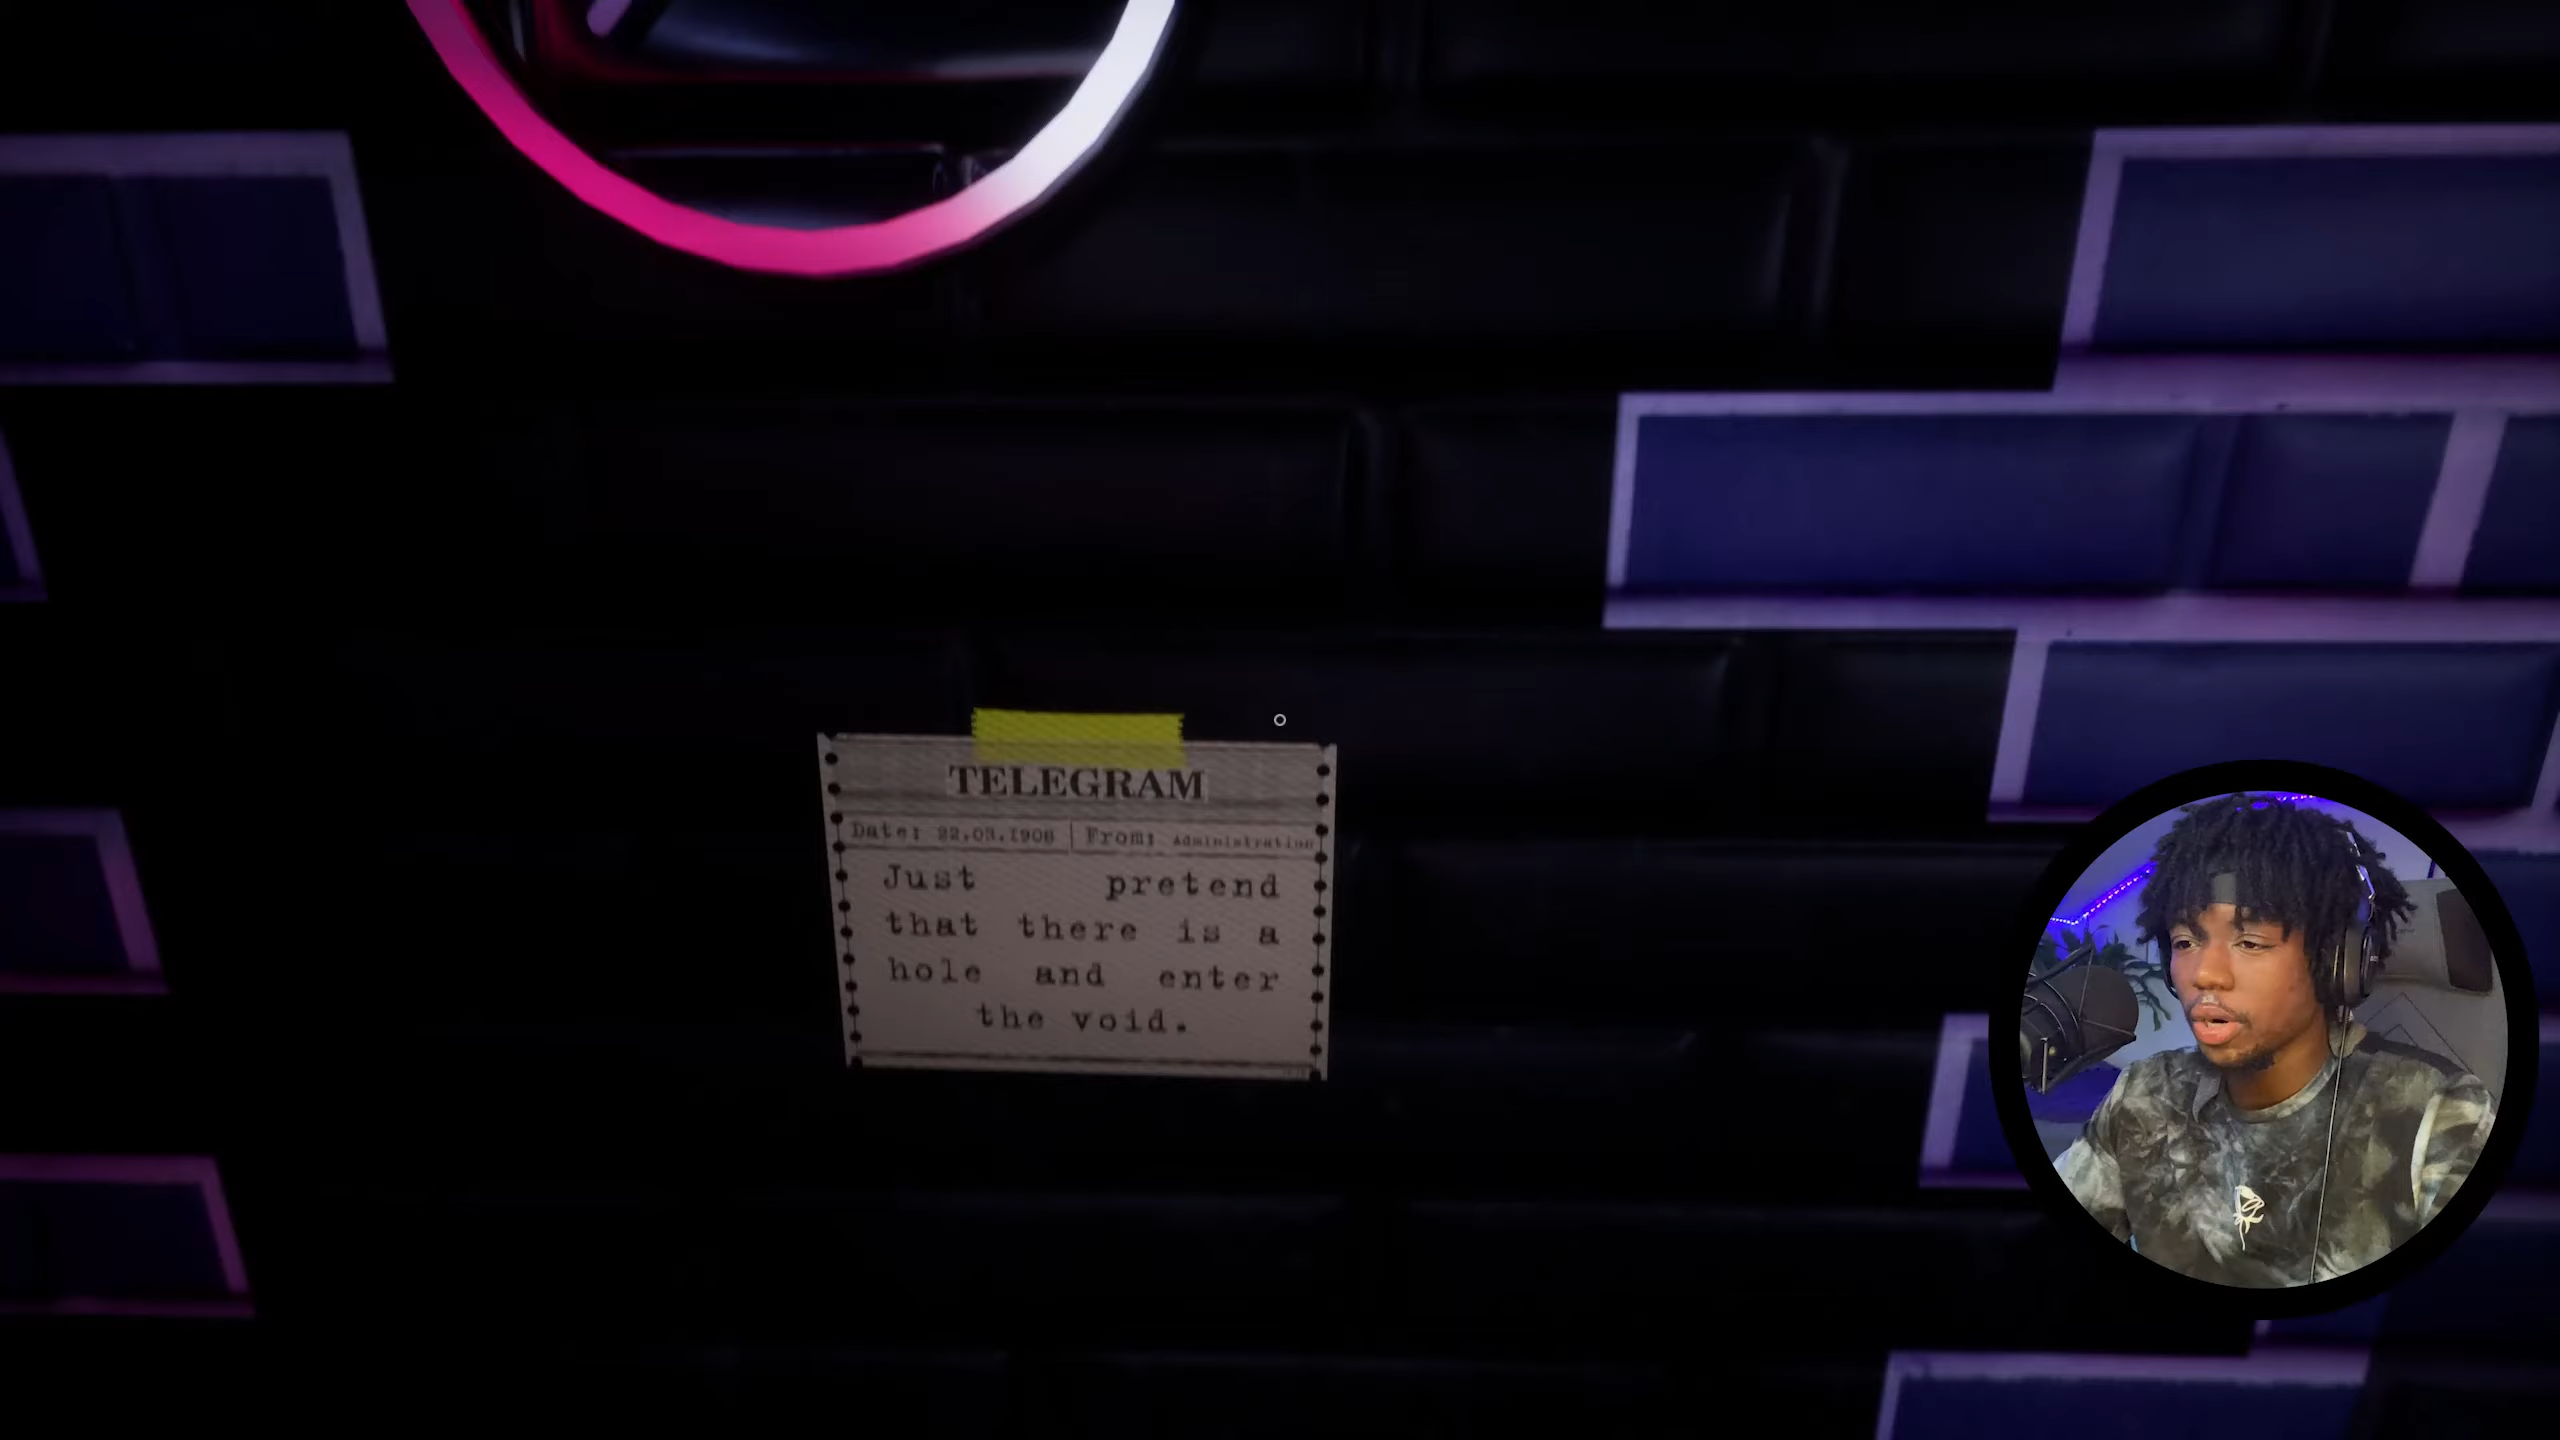 TELEGRAM
Date: 22.03.1908 From: Administration
Just pretend
that there is a
hole and enter
the void.